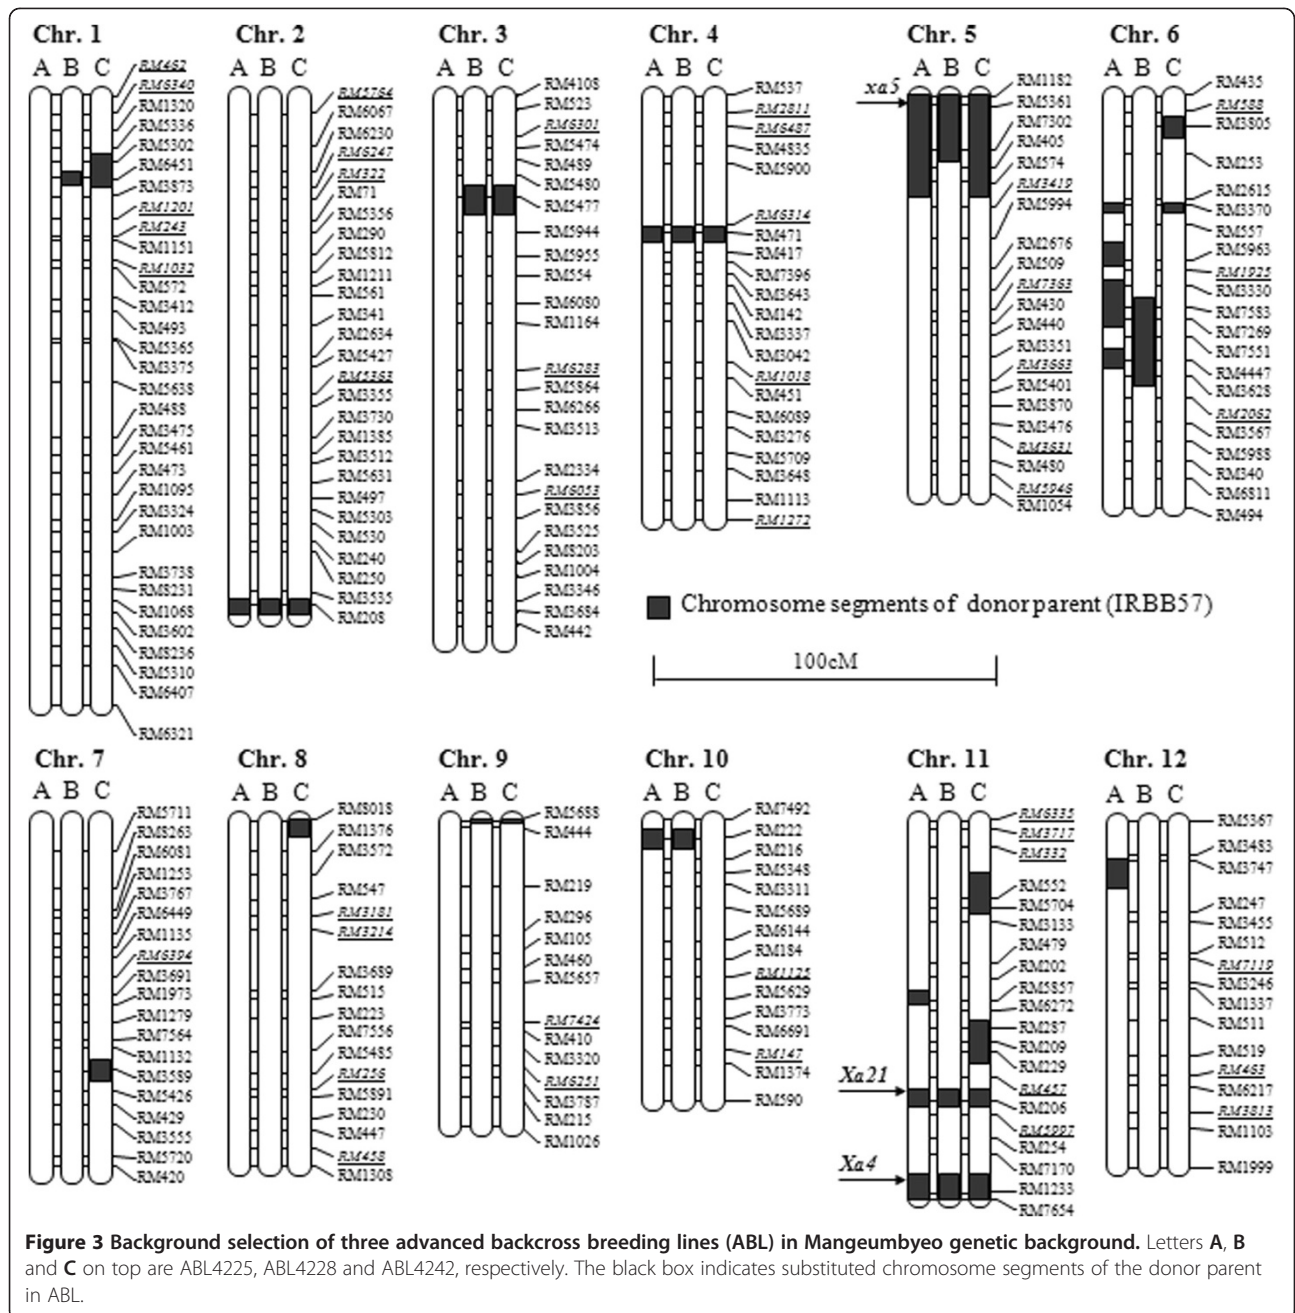 Chr. 1
A B C
RM462
RM6340
RM1320
RM5336
RM5302
RM6451
RM3873
RM1201
RM243
RM1151
RM1032
RM572
RM3412
RM493
RM5365
RM3375
RM5638
RM488
RM3475
RM5461
RM473
RM1095
RM3324
RM1003
RM3738
RM8231
RM1068
RM3602
RM8236
RM5310
RM6407
RM6321
Chr. 2
A B C
RM5764
RM6067
RM6230
RM6247
RM322
RM71
RM5356
RM290
RM5812
RM1211
RM561
RM341
RM2634
RM5427
RM5363
RM3355
RM3730
RM1385
RM3512
RM5631
RM497
RM5303
RM530
RM240
RM250
RM3535
RM208
Chr. 3
A B C
RM4108
RM523
RM6301
RM5474
RM489
RM5480
RM5477
RM5944
RM5955
RM554
RM6080
RM1164
RM6283
RM5864
RM6266
RM3513
RM2334
RM6053
RM3856
RM3525
RM8203
RM1004
RM3346
RM3684
RM442
Chr. 4
A B C
RM537
RM2811
RM6487
RM4835
RM5900
RM6314
RM471
RM417
RM7396
RM3643
RM142
RM3337
RM3042
RM1018
RM451
RM6089
RM3276
RM5709
RM3648
RM1113
RM1272
Chr. 5
A B C
xa5
RM1182
RM5361
RM7302
RM405
RM574
RM3419
RM5994
RM2676
RM509
RM7363
RM430
RM440
RM3351
RM3663
RM5401
RM3870
RM3476
RM3631
RM480
RM5946
RM1054
Chr. 6
A B C
RM435
RM588
RM3805
RM253
RM2615
RM3370
RM557
RM5963
RM1925
RM3330
RM7583
RM7269
RM7551
RM4447
RM3628
RM2062
RM3567
RM5988
RM340
RM6811
RM494
Chromosome segments of donor parent (IRBB57)
100cM
Chr. 7
A B C
RM5711
RM8263
RM6081
RM1253
RM3767
RM6449
RM1135
RM6394
RM3691
RM1973
RM1279
RM7564
RM1132
RM3589
RM5426
RM429
RM3555
RM5720
RM420
Chr. 8
A B C
RM8018
RM1376
RM3572
RM547
RM3181
RM3214
RM3689
RM515
RM223
RM7556
RM5485
RM256
RM5891
RM230
RM447
RM458
RM1308
Chr. 9
A B C
RM5688
RM444
RM219
RM296
RM105
RM460
RM5657
RM7424
RM410
RM3320
RM6251
RM3787
RM215
RM1026
Chr. 10
A B C
RM7492
RM222
RM216
RM5348
RM3311
RM5689
RM6144
RM184
RM1125
RM5629
RM3773
RM6691
RM147
RM1374
RM590
Chr. 11
A B C
Xa21
Xa4
RM6335
RM3717
RM332
RM552
RM5704
RM3133
RM479
RM202
RM5857
RM6272
RM287
RM209
RM229
RM457
RM206
RM5997
RM254
RM7170
RM1233
RM7654
Chr. 12
A B C
RM5367
RM3483
RM3747
RM247
RM3455
RM512
RM7119
RM3246
RM1337
RM511
RM519
RM463
RM6217
RM3813
RM1103
RM1999
Figure 3 Background selection of three advanced backcross breeding lines (ABL) in Mangeumbyeo genetic background. Letters A, B
and C on top are ABL4225, ABL4228 and ABL4242, respectively. The black box indicates substituted chromosome segments of the donor parent
in ABL.